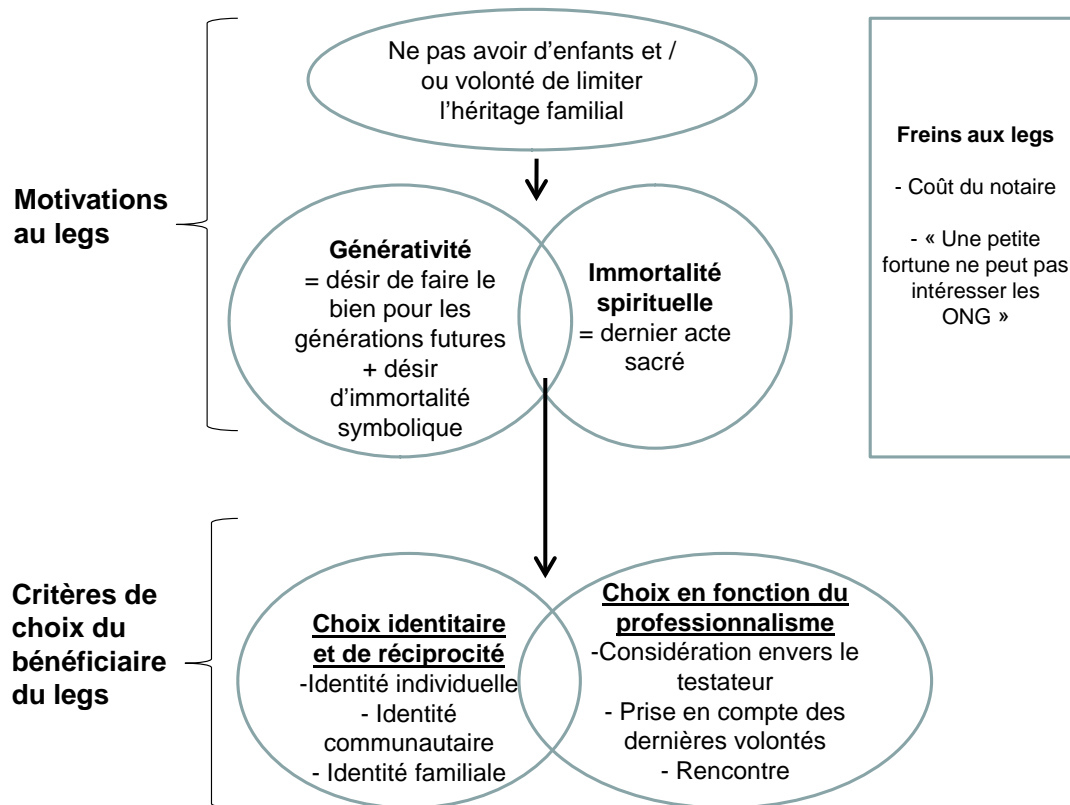 Ne pas avoir d'enfants et /
ou volonté de limiter
l'héritage familial
Motivations
au legs
Générativité
= désir de faire le
bien pour les
générations futures
+ désir
d'immortalité
symbolique
Immortalité
spirituelle
= dernier acte
sacré
Freins aux legs
- Coût du notaire
- « Une petite
fortune ne peut pas
intéresser les
ONG »
Critères de
choix du
bénéficiaire
du legs
Choix identitaire
et de réciprocité
-Identité individuelle
- Identité
communautaire
- Identité familiale
Choix en fonction du
professionnalisme
-Considération envers le
testateur
- Prise en compte des
dernières volontés
- Rencontre